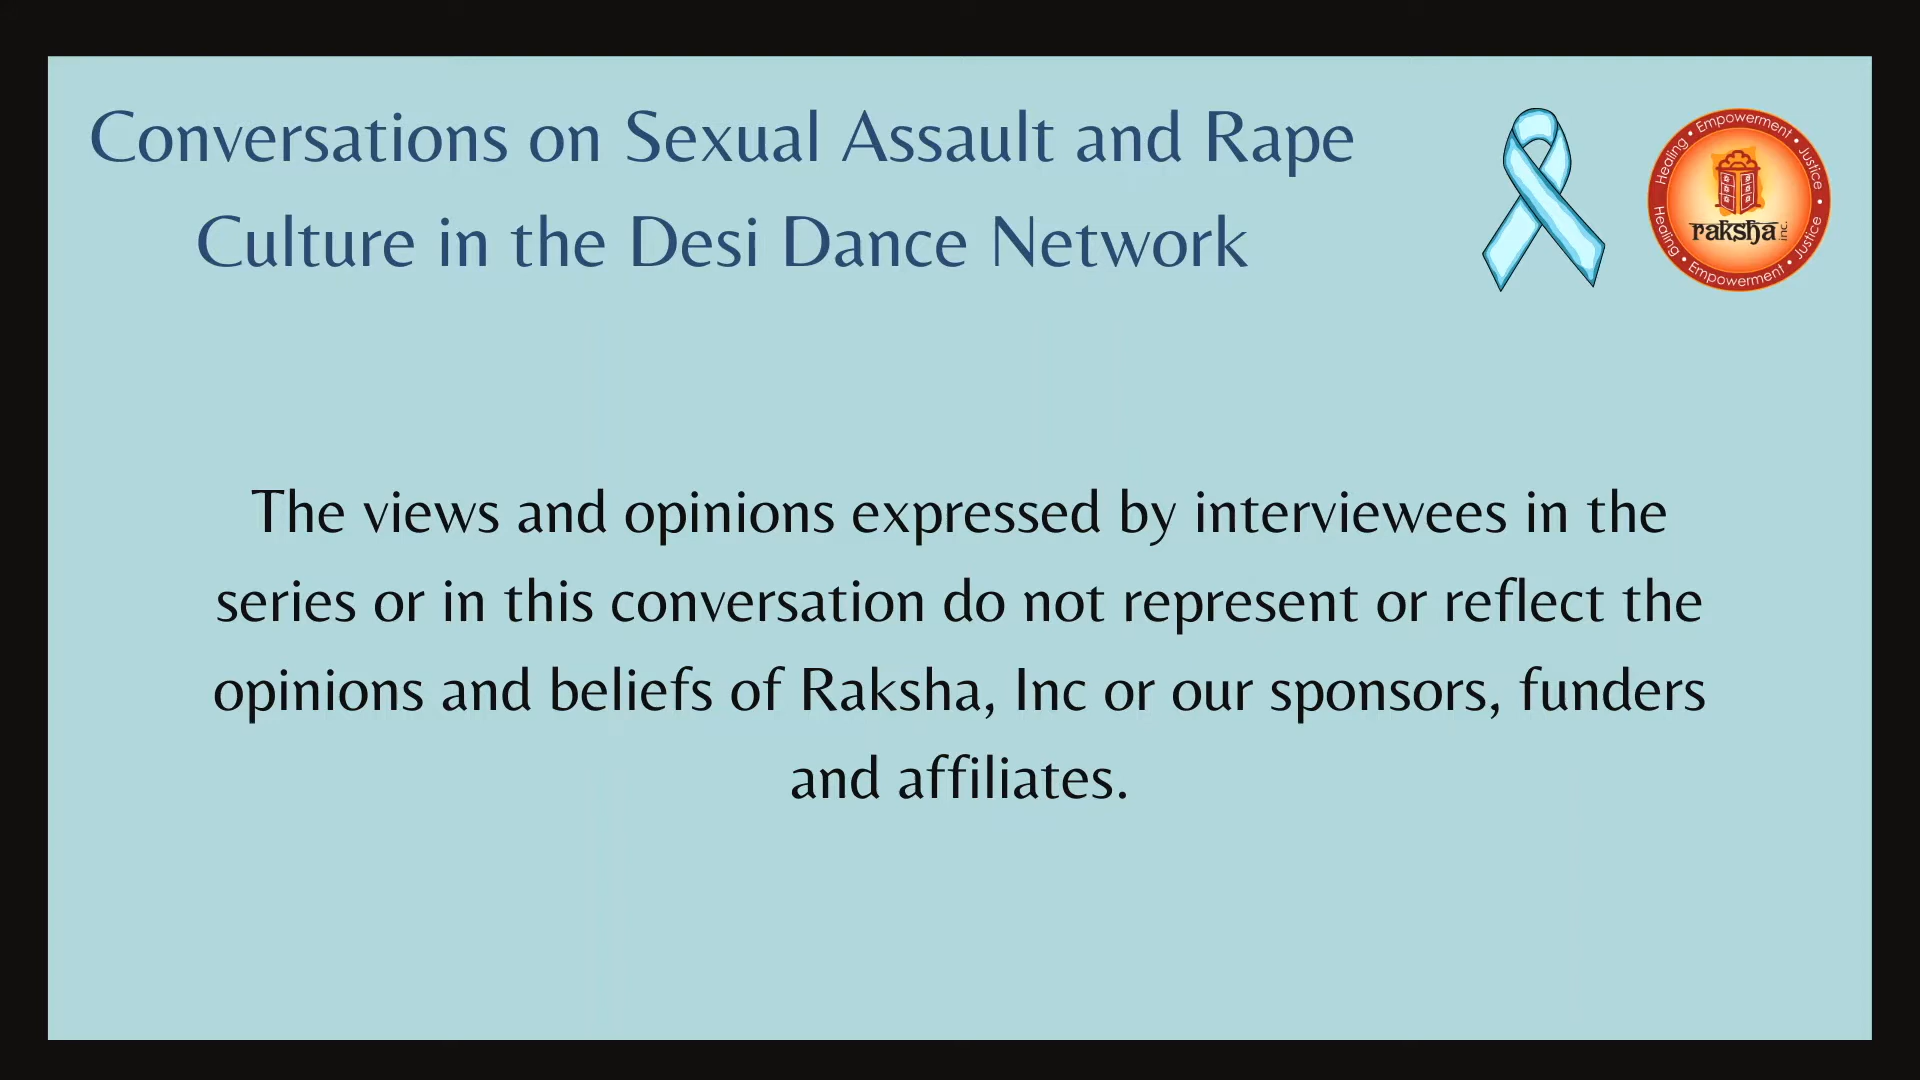 Conversations on Sexual Assault and Rape
Culture in the Desi Dance Network
Healing • Empowerment • Justice •
raksha inc.
Healing • Empowerment • Justice
The views and opinions expressed by interviewees in the
series or in this conversation do not represent or reflect the
opinions and beliefs of Raksha, Inc or our sponsors, funders
and affiliates.